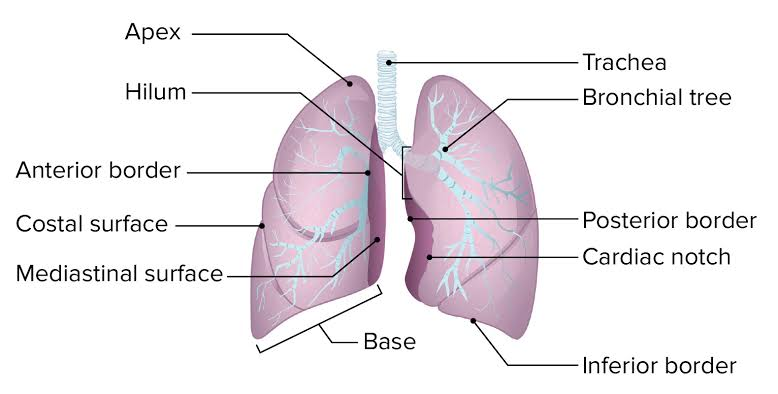 Apex
Hilum
Anterior border
Costal surface
Mediastinal surface
Base
Trachea
Bronchial tree
Posterior border
Cardiac notch
Inferior border